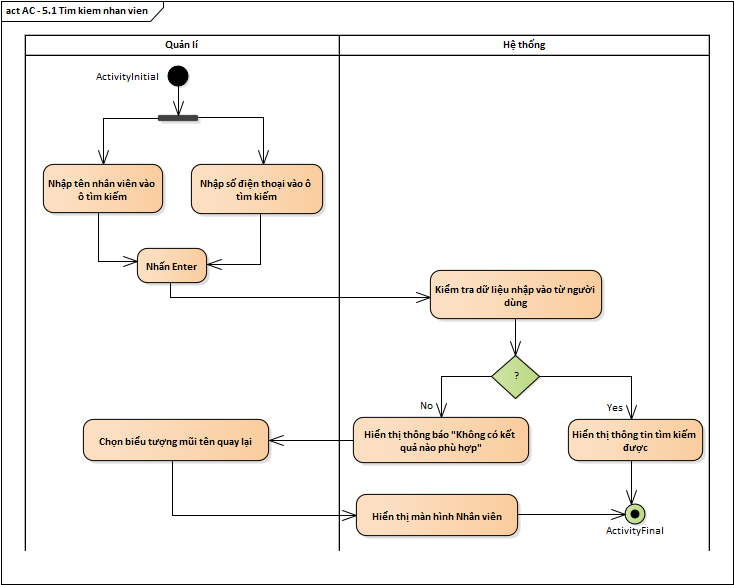 act AC - 5.1 Tim kiem nhan vien
Quản lí
Hệ thống
ActivityInitial
Nhập tên nhân viên vào
ô tìm kiếm
Nhập số điện thoại vào ô
tìm kiếm
Nhấn Enter
Kiểm tra dữ liệu nhập vào từ người
dùng
?
No
Yes
Chọn biểu tượng mũi tên quay lại
Hiển thị thông báo "Không có kết
quả nào phù hợp"
Hiển thị thông tin tìm kiếm
được
Hiển thị màn hình Nhân viên
ActivityFinal